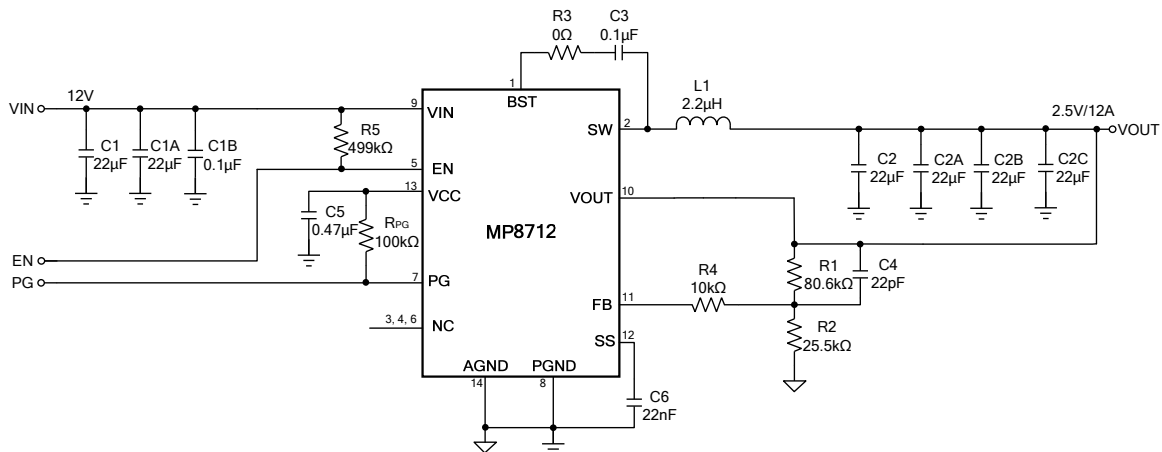 R3
0Ω
C3
0.1µF
1
BST
VIN
12V
9
VIN
L1
2.2µH
2.5V/12A
VOUT
SW
2
C1
22µF
C1A
22µF
C1B
0.1µF
R5
499kΩ
C2
22µF
C2A
22µF
C2B
22µF
C2C
22µF
5
EN
13
VCC
VOUT
10
C5
0.47µF
RPG
100kΩ
MP8712
EN
PG
7
PG
R4
10kΩ
R1
80.6kΩ
C4
22pF
FB
11
3, 4, 6
NC
R2
25.5kΩ
SS
12
AGND
14
PGND
8
C6
22nF